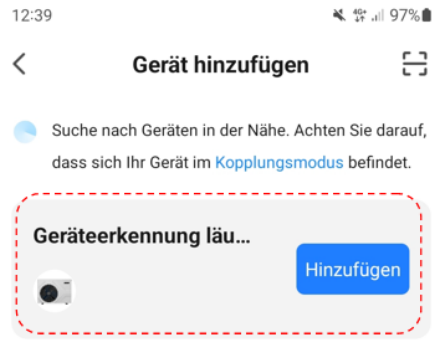 12:39
4G+ 97%
Gerät hinzufügen
Suche nach Geräten in der Nähe. Achten Sie darauf,
dass sich Ihr Gerät im Kopplungsmodus befindet.
Geräteerkennung läu...
Hinzufügen